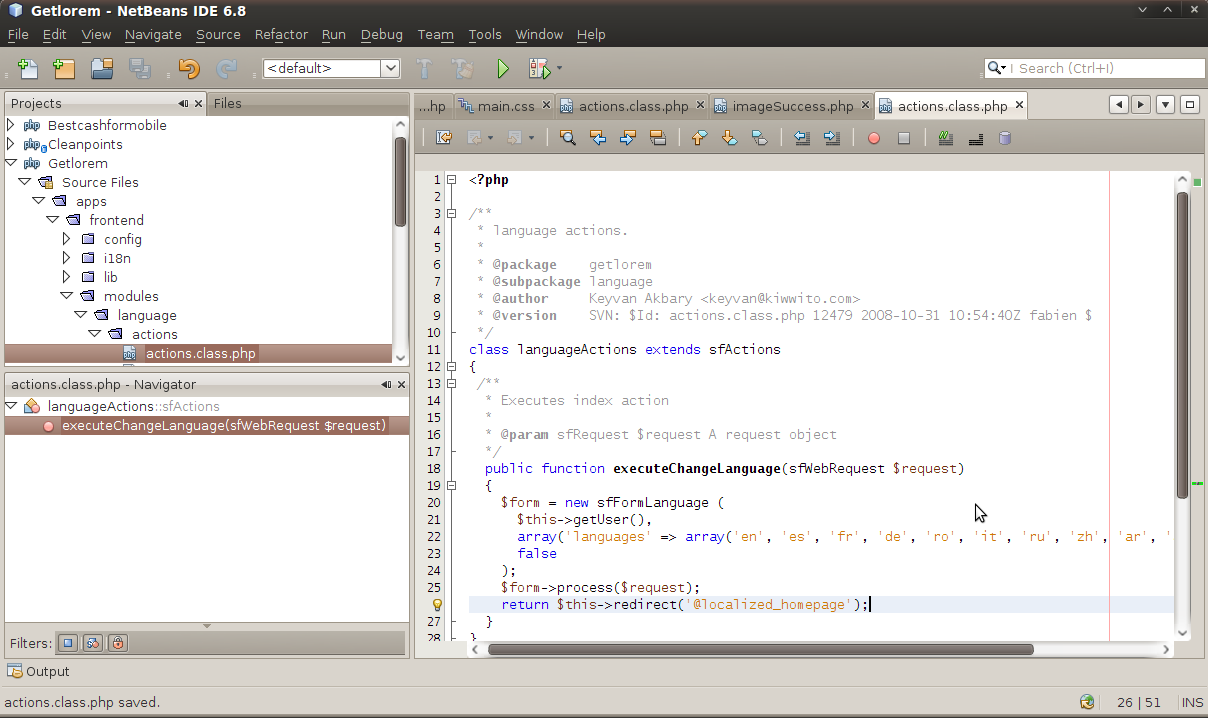 Getlorem - NetBeans IDE 6.8
File Edit View Navigate Source Refactor Run Debug Team Tools Window Help
<default>
Search (Ctrl+I)
Projects
Files
Bestcashformobile
Cleanpoints
Getlorem
Source Files
apps
frontend
config
i18n
lib
modules
language
actions
actions.class.php
actions.class.php - Navigator
languageActions::sfActions
executeChangeLanguage(sfWebRequest $request)
Filters:
...hp main.css actions.class.php imageSuccess.php actions.class.php
1 <?php
2
3 /**
4 * language actions.
5 *
6 * @package getlorem
7 * @subpackage language
8 * @author Keyvan Akbary <keyvan@kiwwito.com>
9 * @version SVN: $Id: actions.class.php 12479 2008-10-31 10:54:40Z fabien $
10 */
11 class languageActions extends sfActions
12 {
13 /**
14 * Executes index action
15 *
16 * @param sfRequest $request A request object
17 */
18 public function executeChangeLanguage(sfWebRequest $request)
19 {
20 $form = new sfFormLanguage (
21 $this->getUser(),
22 array('languages' => array('en', 'es', 'fr', 'de', 'ro', 'it', 'ru', 'zh', 'ar', '
23 false
24 );
25 $form->process($request);
return $this->redirect('@localized_homepage');
27 }
28 }
Output
actions.class.php saved.
26 | 51 INS